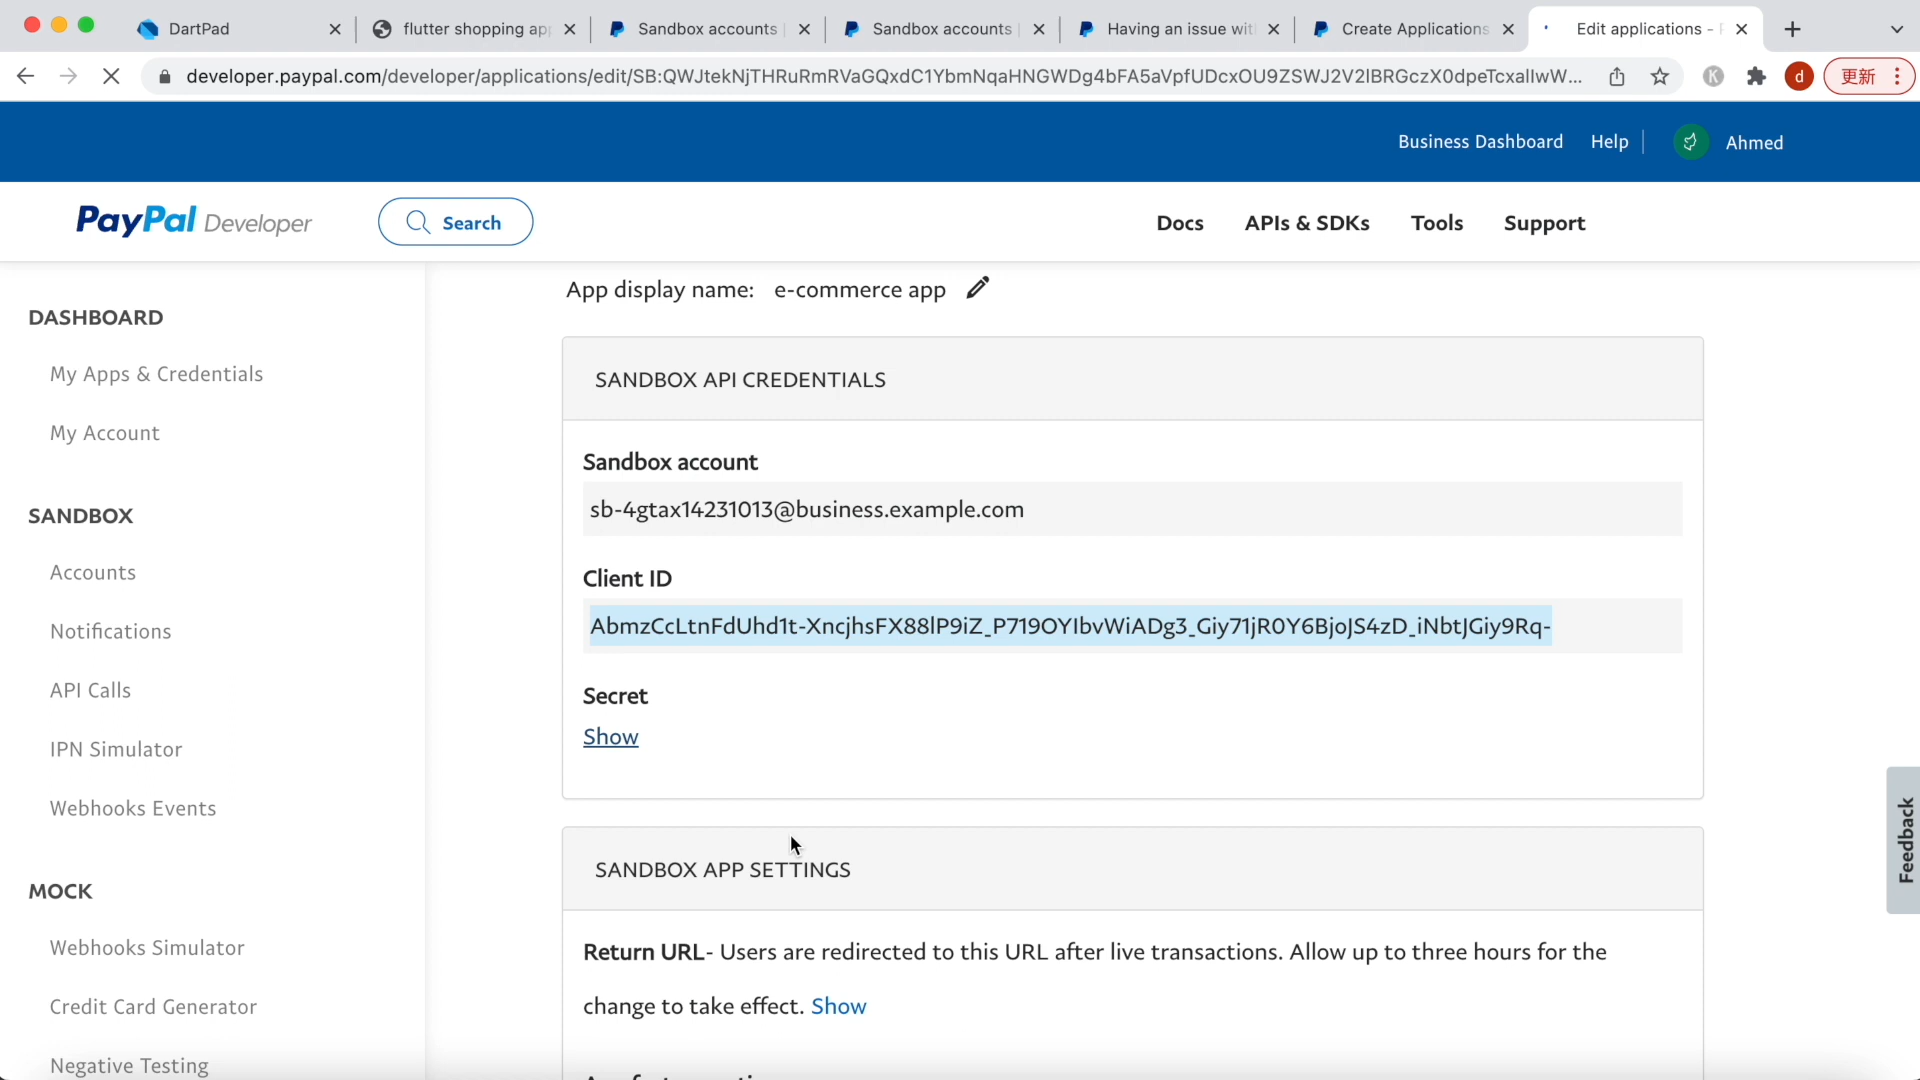 DartPad
flutter shopping app
Sandbox accounts
Sandbox accounts
Having an issue wit
Create Applications
Edit applications - P
developer.paypal.com/developer/applications/edit/SB:QWJtekNjTHRuRmRVaGQxdC1YbmNqaHNGWDg4bFA5aVpfUDcxOU9ZSWJ2V2lBRGczX0dpeTcxallwW...
K
d
更新
Business Dashboard
Help
Ahmed
PayPal Developer
Search
Docs
APIs & SDKs
Tools
Support
DASHBOARD
My Apps & Credentials
My Account
SANDBOX
Accounts
Notifications
API Calls
IPN Simulator
Webhooks Events
MOCK
Webhooks Simulator
Credit Card Generator
Negative Testing
App display name: e-commerce app
SANDBOX API CREDENTIALS
Sandbox account
sb-4gtax14231013@business.example.com
Client ID
AbmzCcLtnFdUhd1t-XncjhsFX88lP9iZ_P719OYIbvWiADg3_Giy71jR0Y6BjoJS4zD_iNbtJGiy9Rq-
Secret
Show
SANDBOX APP SETTINGS
Return URL- Users are redirected to this URL after live transactions. Allow up to three hours for the
change to take effect. Show
Feedback